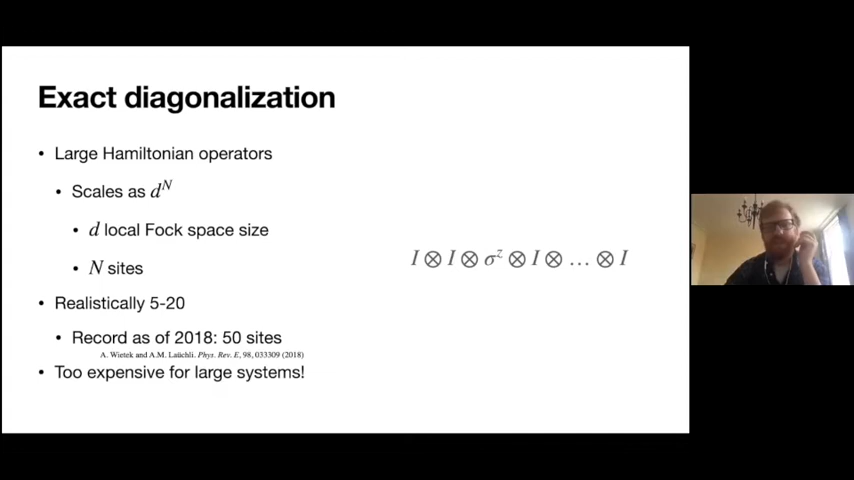 Exact diagonalization
• Large Hamiltonian operators
• Scales as d^N
• d local Fock space size
• N sites
• Realistically 5-20
• Record as of 2018: 50 sites
A. Wietek and A.M. Laüchli. Phys. Rev. E, 98, 033309 (2018)
• Too expensive for large systems!
I ⊗ I ⊗ σ^z ⊗ I ⊗ … ⊗ I